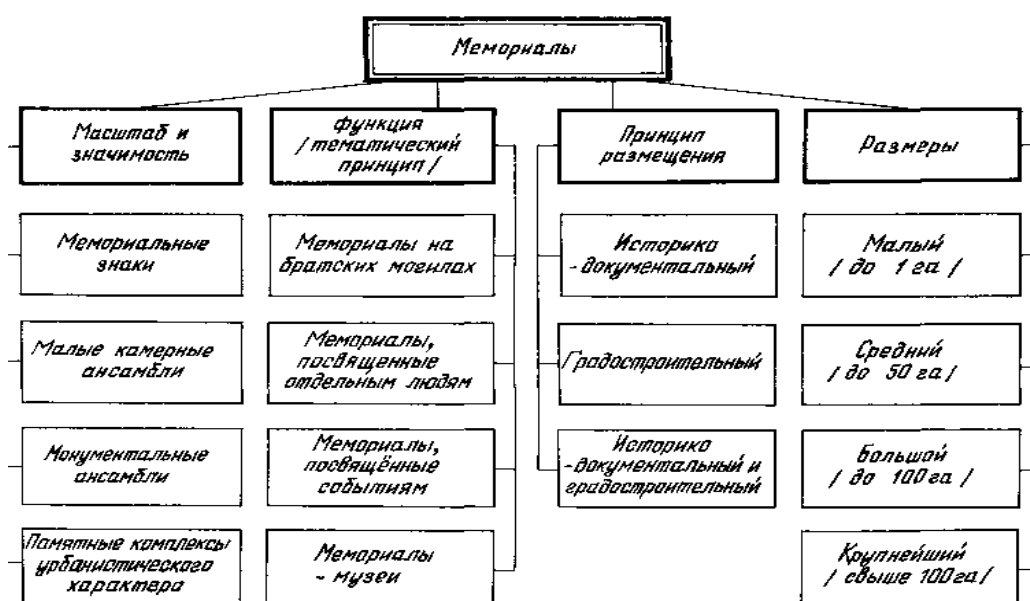 Мемориалы
Масштаб и
значимость
функция
/тематический
принцип/
Принцип
размещения
Размеры
Мемориальные
знаки
Мемориалы на
братских могилах
Историко
-документальный
Малый
/ до 1 га /
Малые камерные
ансамбли
Мемориалы,
посвященные
отдельным людям
Градостроительный
Средний
/ до 50 га/
Монументальные
ансамбли
Мемориалы,
посвящённые
событиям
Историко
-документальный и
градостроительный
Большой
/ до 100 га /
Памятные комплексы
урбанистического
характера
Мемориалы
- музеи
Крупнейший
/ свыше 100 га/